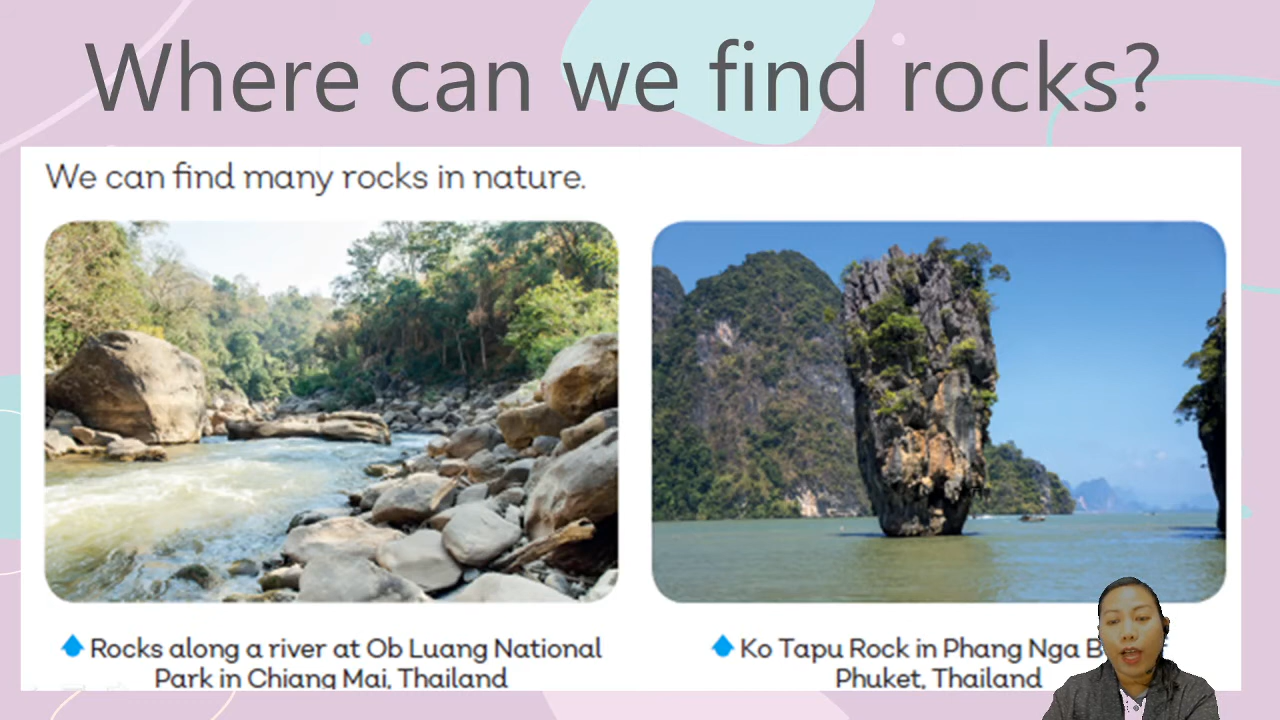 Where can we find rocks?
We can find many rocks in nature.
Rocks along a river at Ob Luang National
Park in Chiang Mai, Thailand
Ko Tapu Rock in Phang Nga
Phuket, Thailand